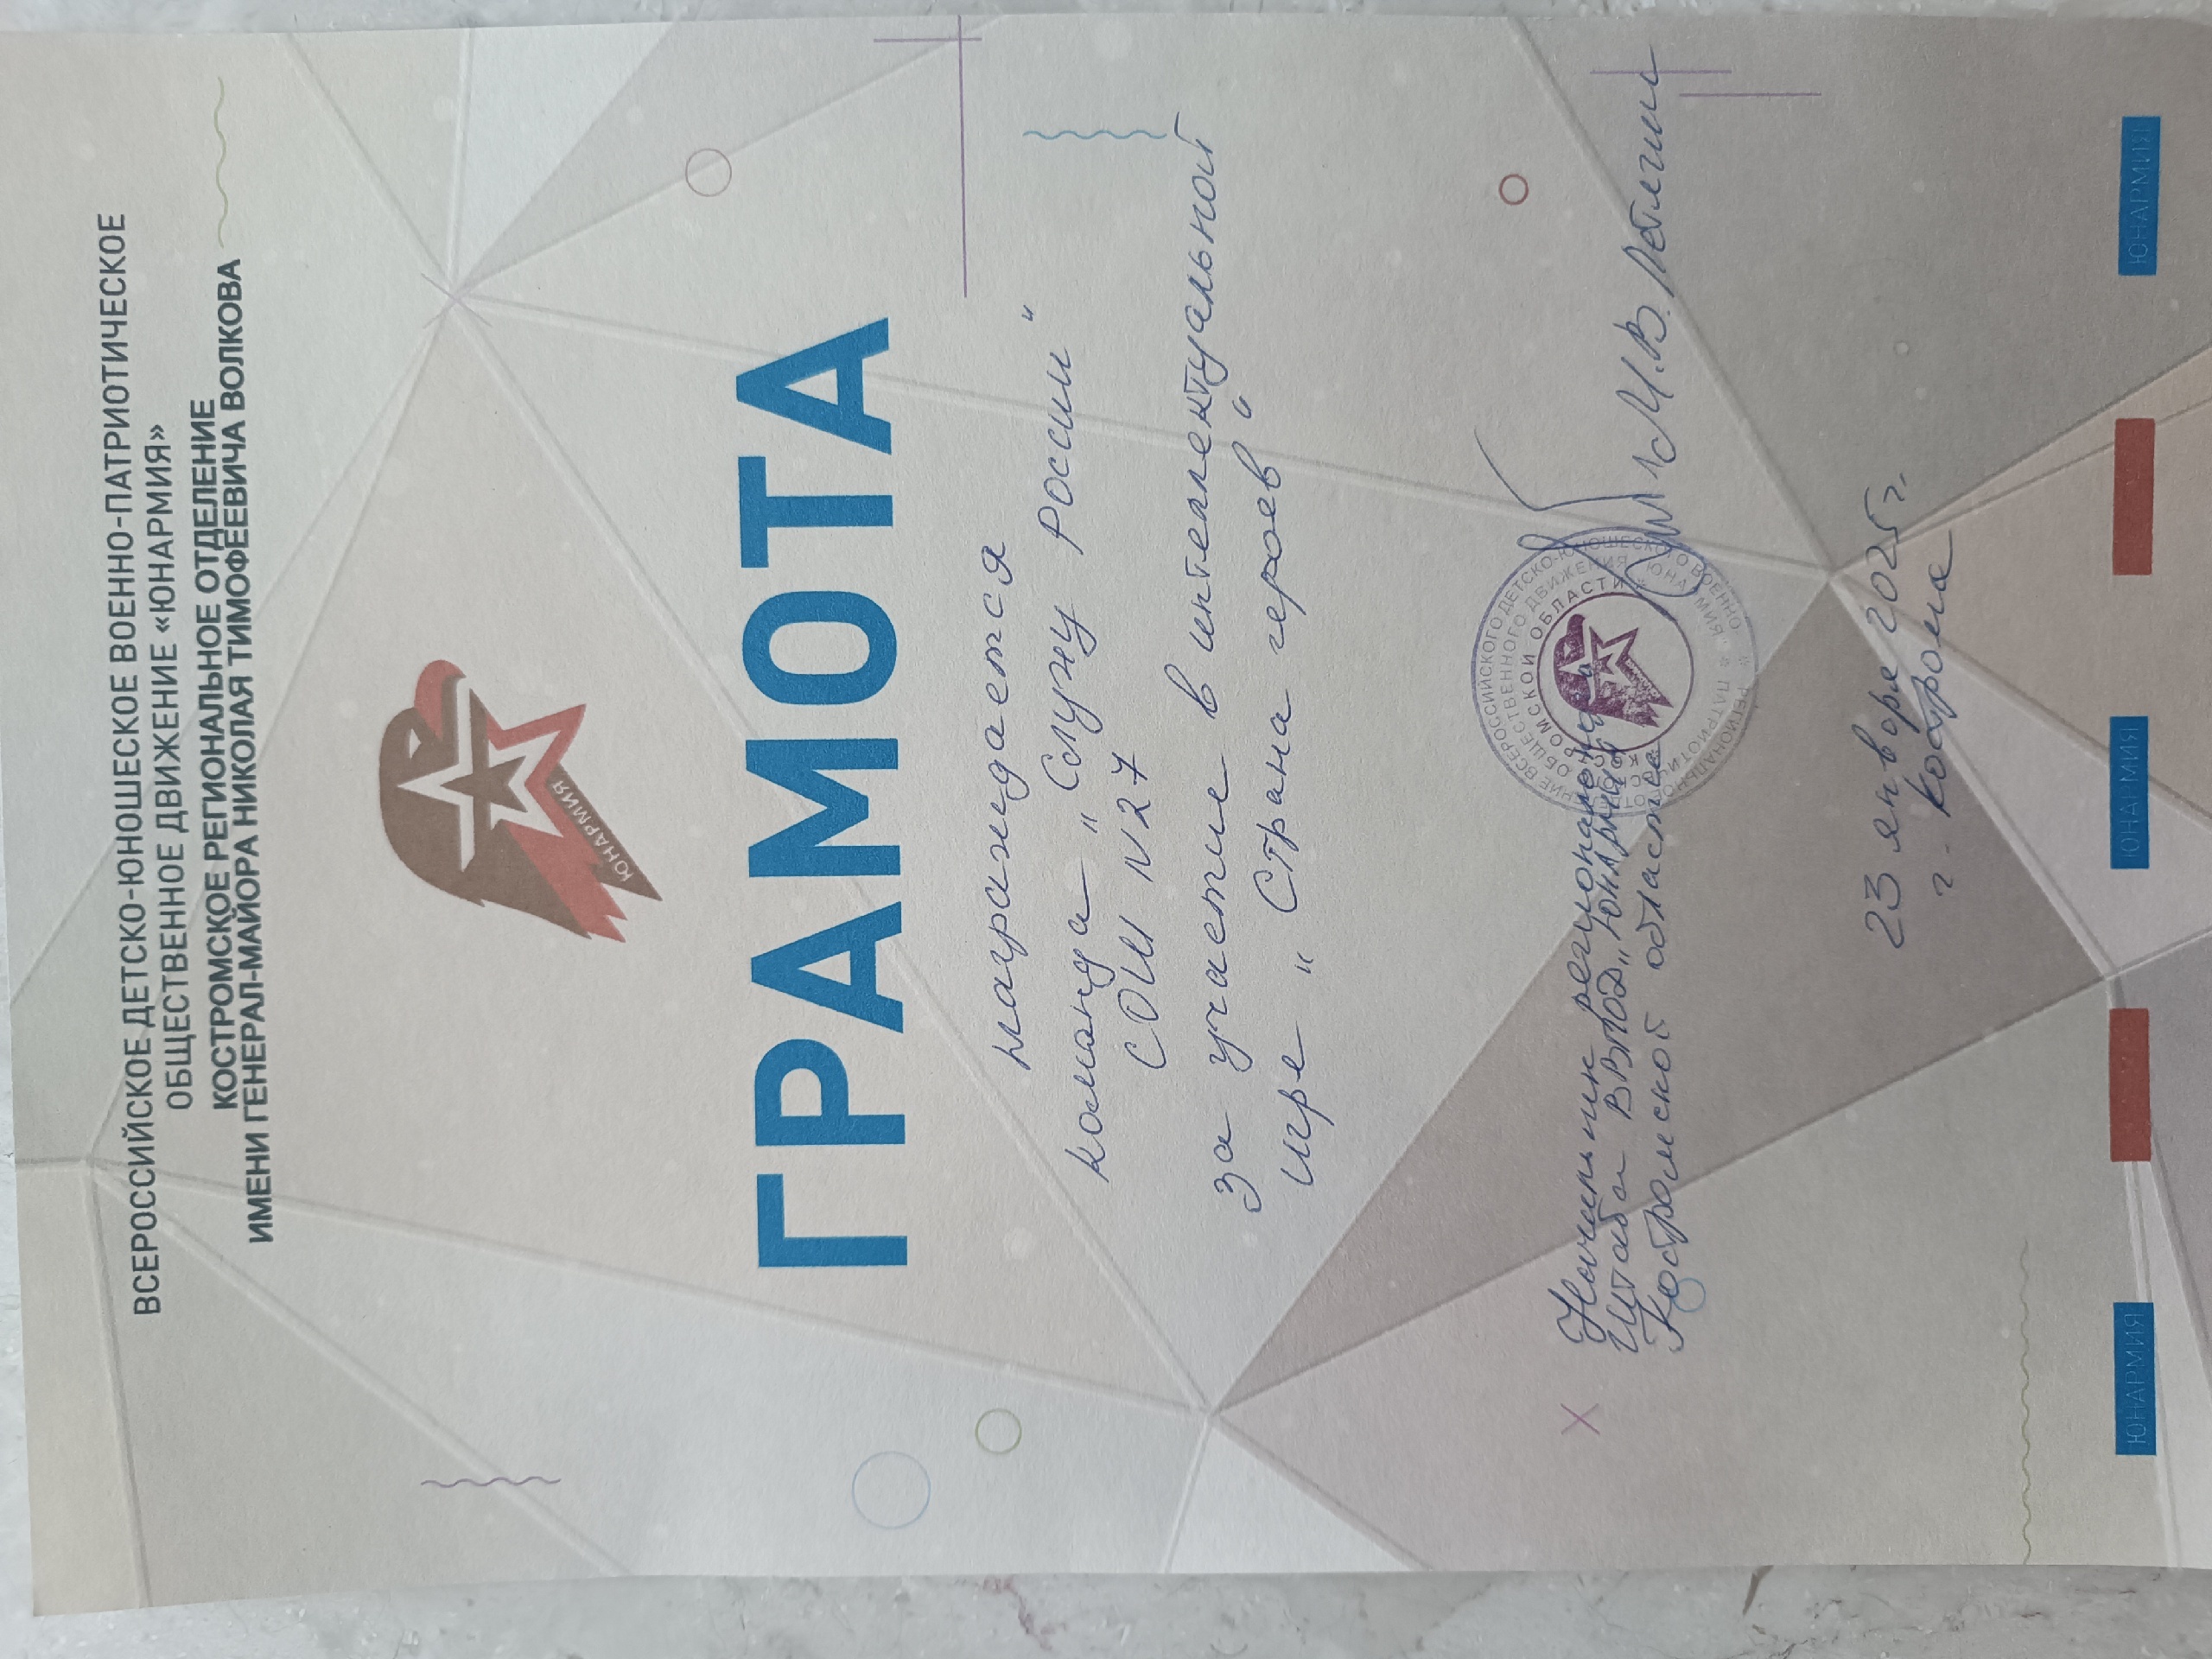 ВСЕРОССИЙСКОЕ ДЕТСКО-ЮНОШЕСКОЕ ВОЕННО-ПАТРИОТИЧЕСКОЕ
ОБЩЕСТВЕННОЕ ДВИЖЕНИЕ «ЮНАРМИЯ»
КОСТРОМСКОЕ РЕГИОНАЛЬНОЕ ОТДЕЛЕНИЕ
ИМЕНИ ГЕНЕРАЛ-МАЙОРА НИКОЛАЯ ТИМОФЕЕВИЧА ВОЛКОВА
ЮНАРМИЯ
ГРАМОТА
награждается
команда "Служу России"
СОШ №27
за участие в интеллектуальной
игре "Страна героев"
Начальник регионального
штаба ВВПОД "Юнармия"
Костромской области
М.В.
23 января 2025г.
г. Кострома
ЮНАРМИЯ ЮНАРМИЯ ЮНАРМИЯ